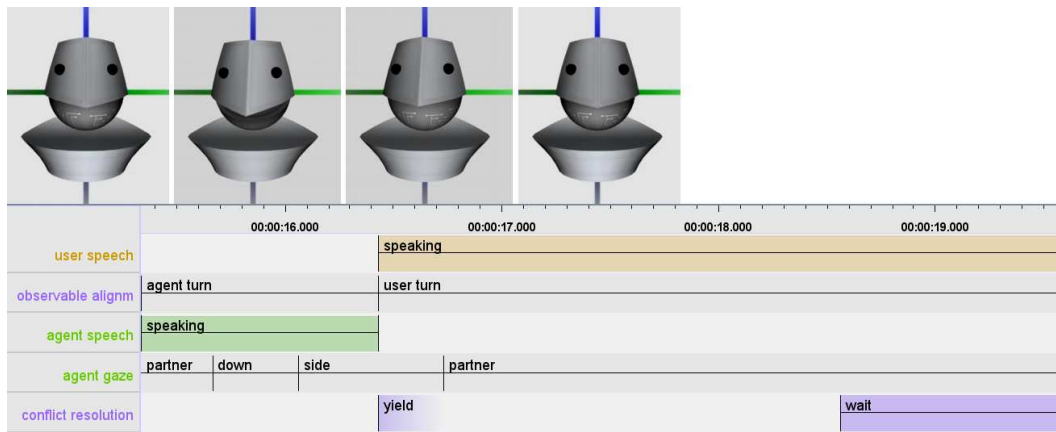 00:00:16.000 00:00:17.000 00:00:18.000 00:00:19.000
user speech speaking
observable alignm agent turn user turn
agent speech speaking
agent gaze partner down side partner
conflict resolution yield wait